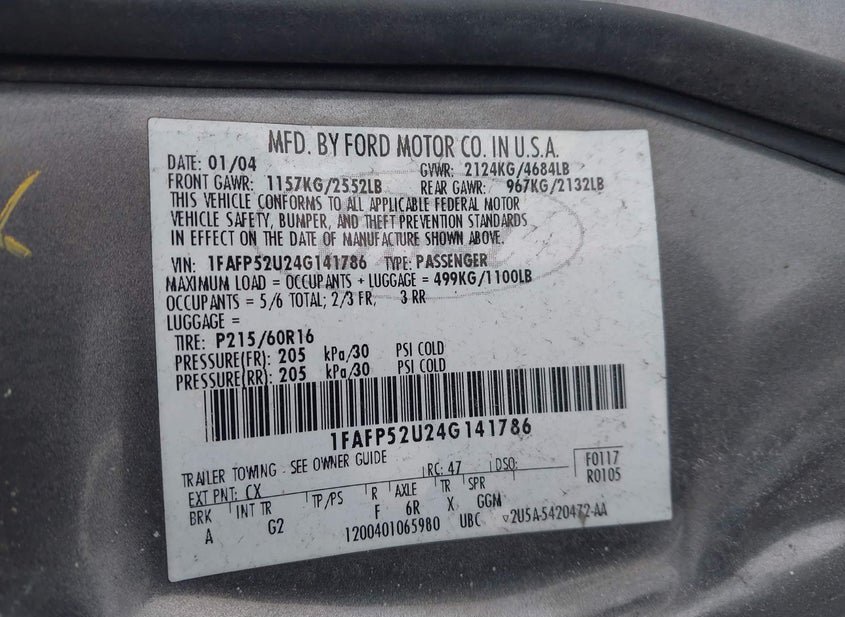 MFD. BY FORD MOTOR CO. IN U.S.A.
DATE: 01/04 GVWR: 2124KG/4684LB
FRONT GAWR: 1157KG/2552LB REAR GAWR: 967KG/2132LB
THIS VEHICLE CONFORMS TO ALL APPLICABLE FEDERAL MOTOR
VEHICLE SAFETY, BUMPER, AND THEFT PREVENTION STANDARDS
IN EFFECT ON THE DATE OF MANUFACTURE SHOWN ABOVE.
VIN: 1FAFP52U24G141786 TYPE: PASSENGER
MAXIMUM LOAD = OCCUPANTS + LUGGAGE = 499KG/1100LB
OCCUPANTS = 5/6 TOTAL; 2/3 FR, 3 RR
LUGGAGE =
TIRE: P215/60R16
PRESSURE(FR): 205 kPa/30 PSI COLD
PRESSURE(RR): 205 kPa/30 PSI COLD
1FAFP52U24G141786
TRAILER TOWING - SEE OWNER GUIDE
F0117
EXT PNT: CX RC: 47 DSO: R0105
BRK INT TR TP/PS R AXLE TR SPR
A G2 F 6R X GGM
1200401065980 UBC ▽2U5A-5420472-AA